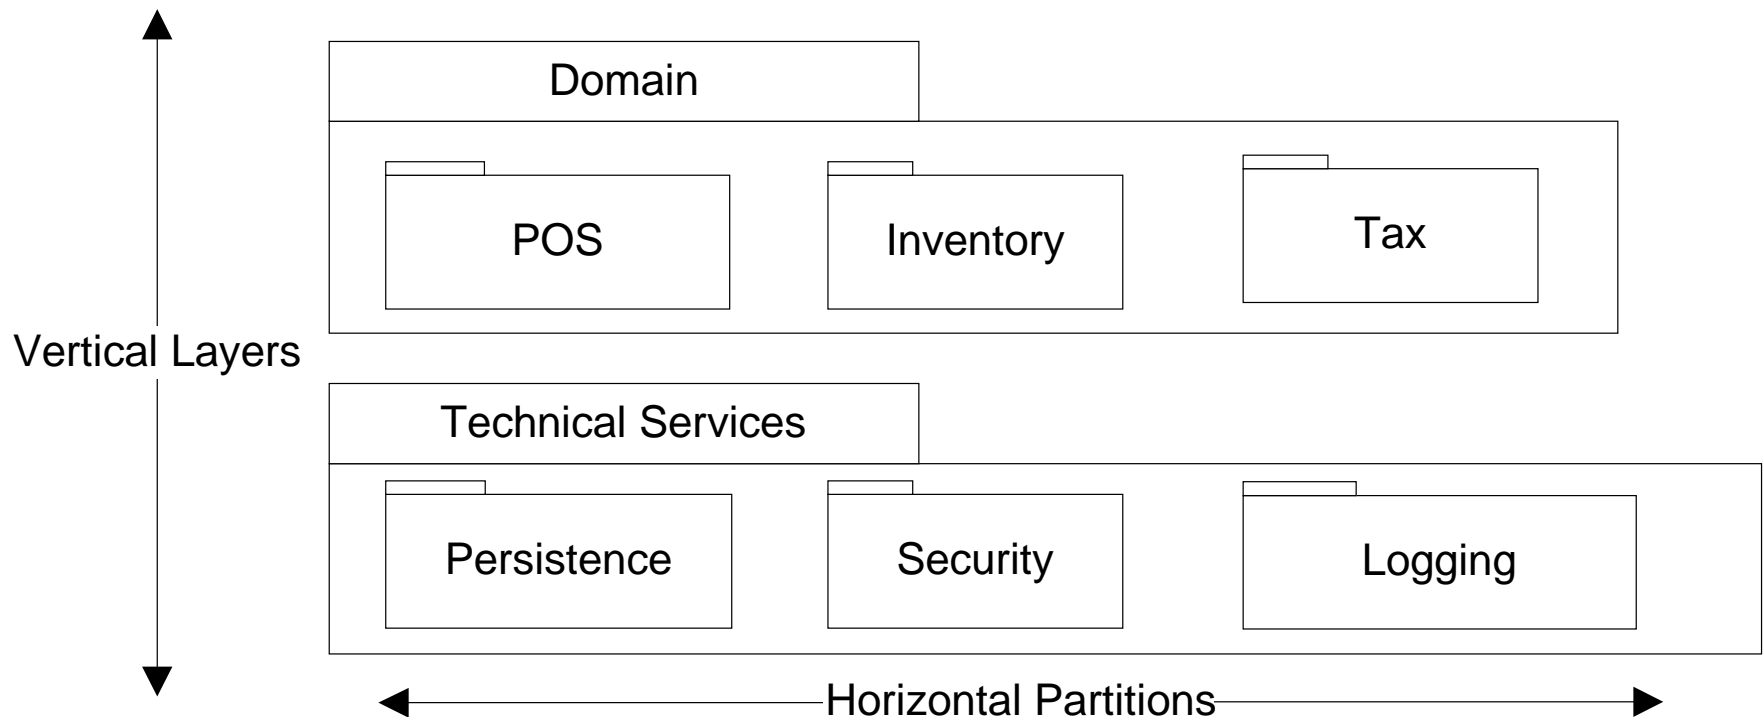 Domain
POS
Inventory
Tax
Vertical Layers
Technical Services
Persistence
Security
Logging
Horizontal Partitions